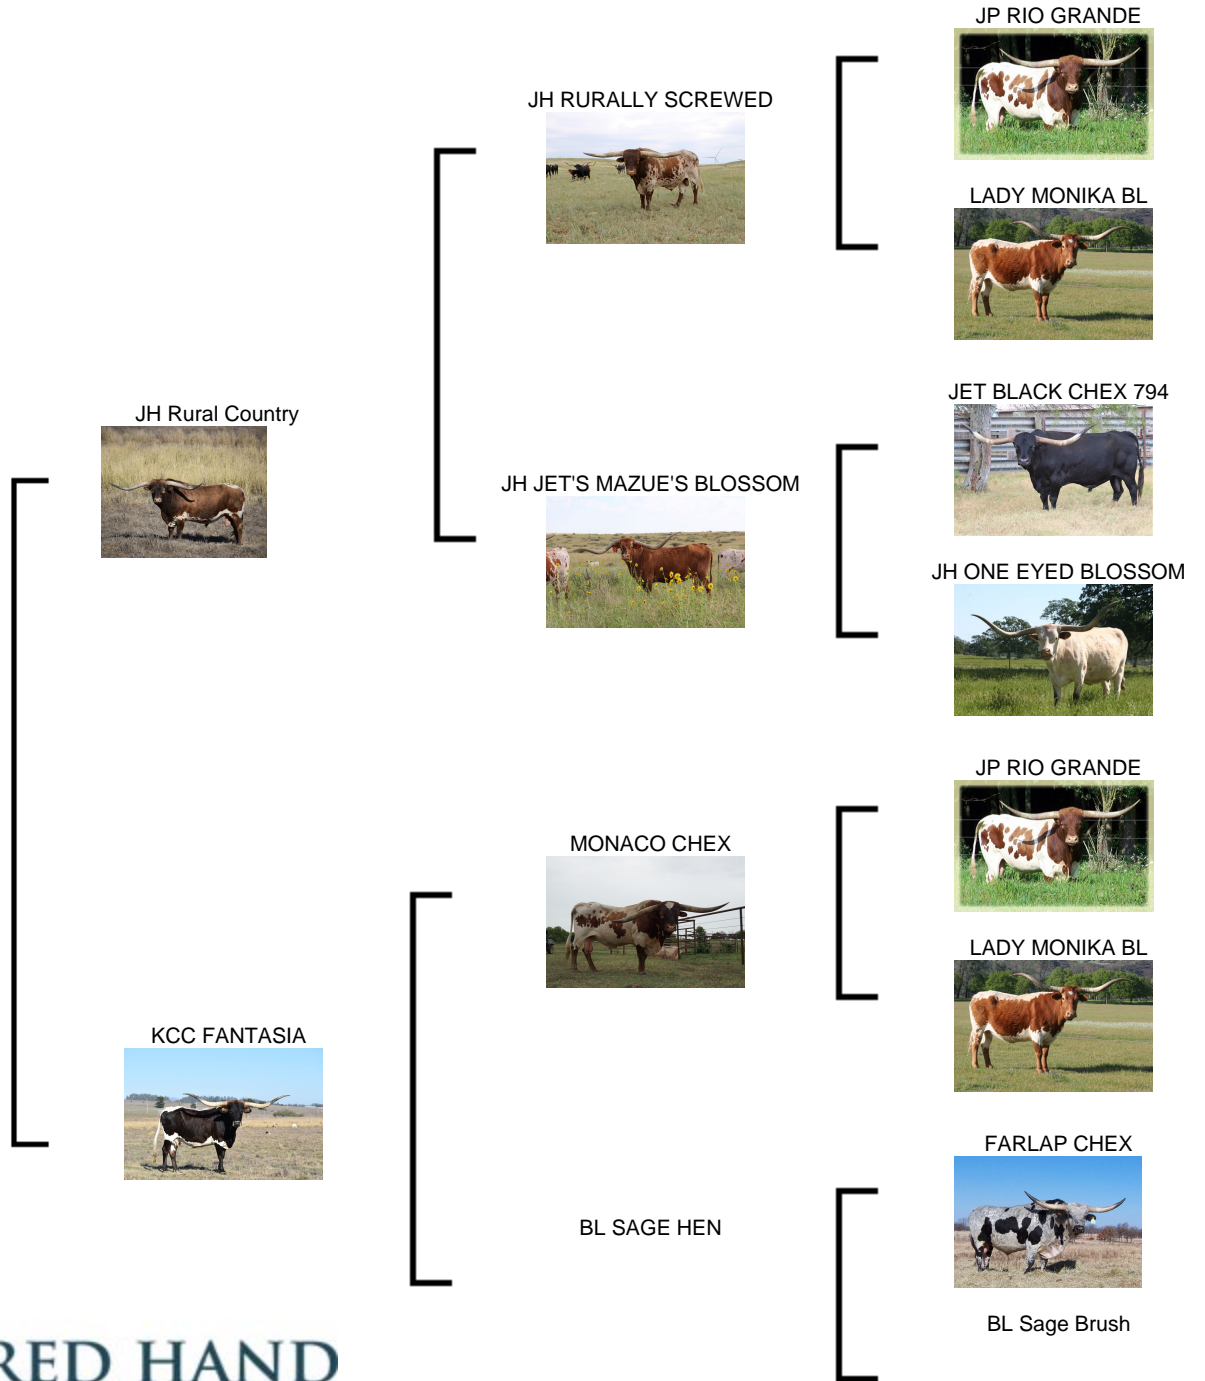 JP RIO GRANDE
JH RURALLY SCREWED
LADY MONIKA BL
JH Rural Country
JET BLACK CHEX 794
JH JET'S MAZUE'S BLOSSOM
JH ONE EYED BLOSSOM
JP RIO GRANDE
MONACO CHEX
LADY MONIKA BL
KCC FANTASIA
FARLAP CHEX
BL SAGE HEN
BL Sage Brush
RED HAND